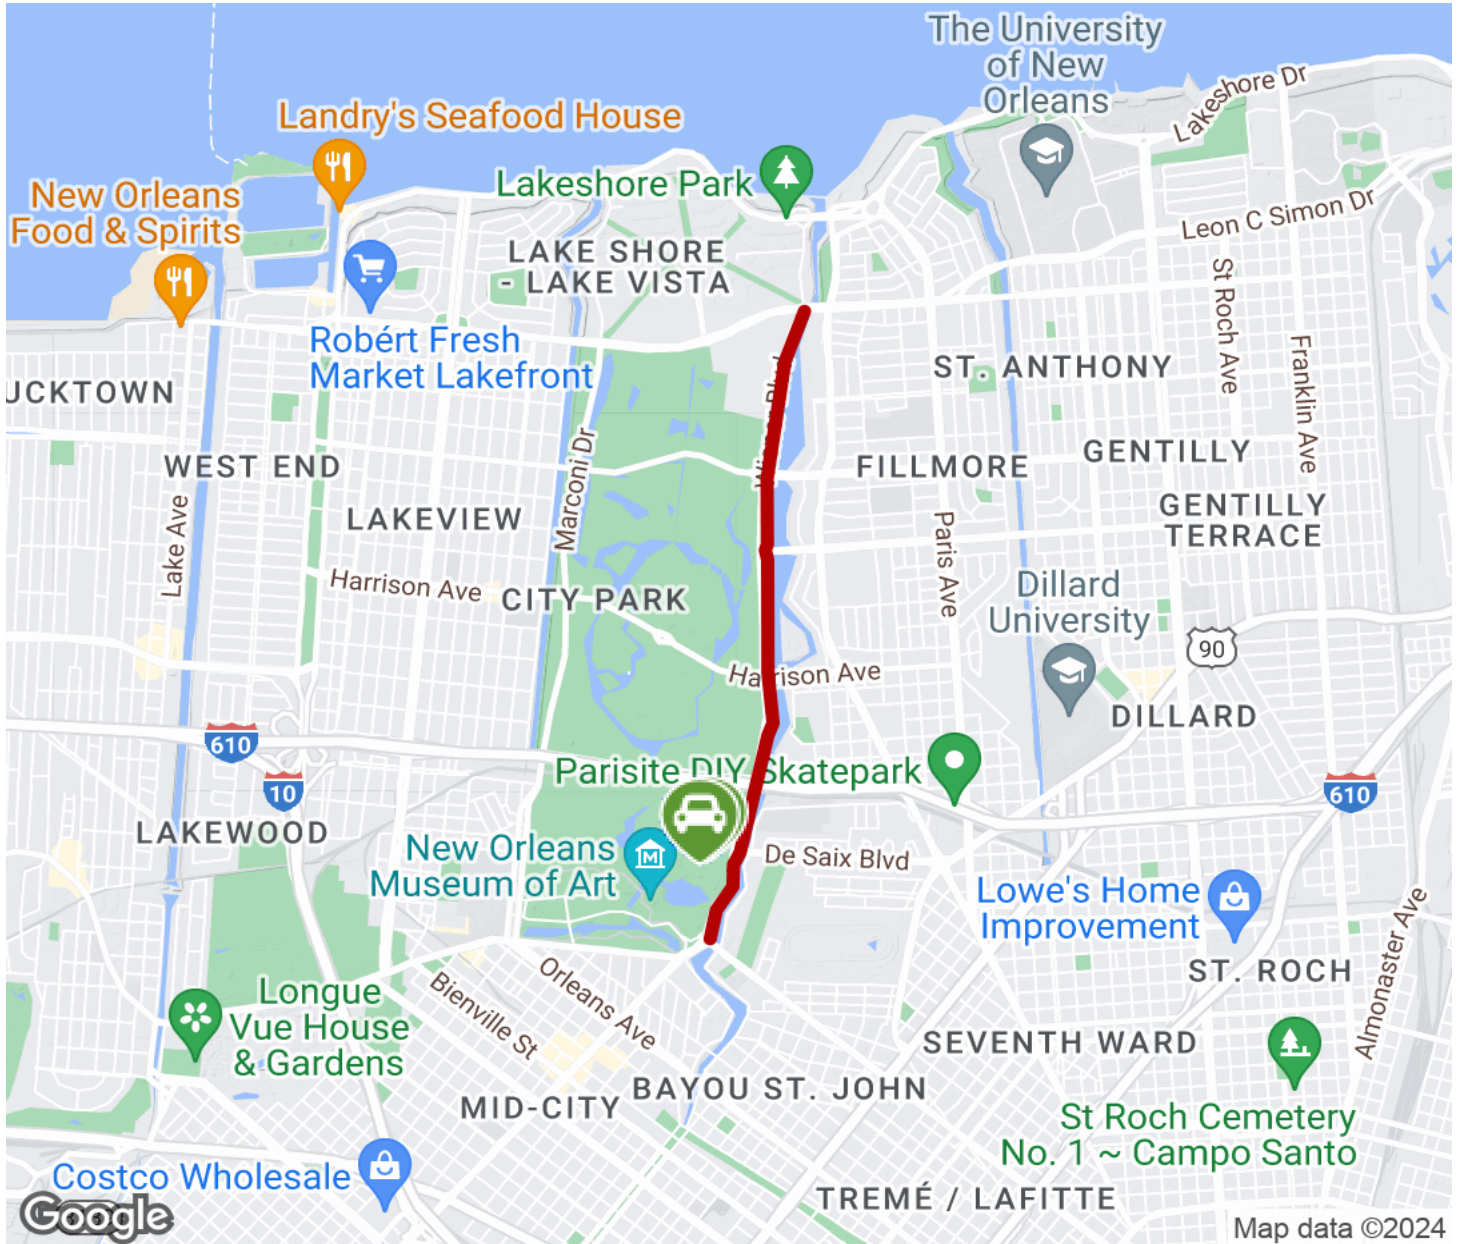 The University
of New
Orleans
Lakeshore Dr
Landry's Seafood House
Lakeshore Park
New Orleans
Food & Spirits
Leon C Simon Dr
LAKE SHORE
- LAKE VISTA
St Roch Ave
Robért Fresh
Market Lakefront
Franklin Ave
ST. ANTHONY
UCKTOWN
Marconi Dr
WEST END
FILLMORE
GENTILLY
Lake Ave
LAKEVIEW
GENTILLY
TERRACE
Paris Ave
Harrison Ave
CITY PARK
Dillard
University
90
Harrison Ave
DILLARD
610
Parisite DIY Skatepark
10
610
LAKEWOOD
New Orleans
Museum of Art
M
De Saix Blvd
Lowe's Home
Improvement
Almonaster Ave
ST. ROCH
Orleans Ave
Bienville St
Longue
Vue House
& Gardens
SEVENTH WARD
BAYOU ST. JOHN
MID-CITY
St Roch Cemetery
No. 1 ~ Campo Santo
Costco Wholesale
TREMÉ / LAFITTE
Google
Map data ©2024